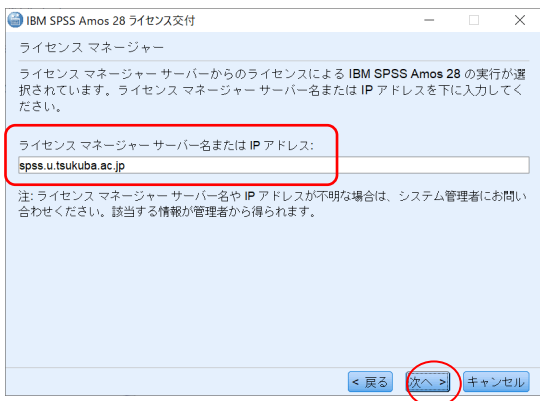 IBM SPSS Amos 28 ライセンス交付
ライセンス マネージャー
ライセンス マネージャー サーバーからのライセンスによる IBM SPSS Amos 28 の実行が選
択されています。ライセンス マネージャー サーバー名または IP アドレスを下に入力してく
ださい。
ライセンス マネージャー サーバー名または IP アドレス:
spss.u.tsukuba.ac.jp
注: ライセンス マネージャー サーバー名や IP アドレスが不明な場合は、システム管理者にお問い
合わせください。該当する情報が管理者から得られます。
< 戻る 次へ > キャンセル